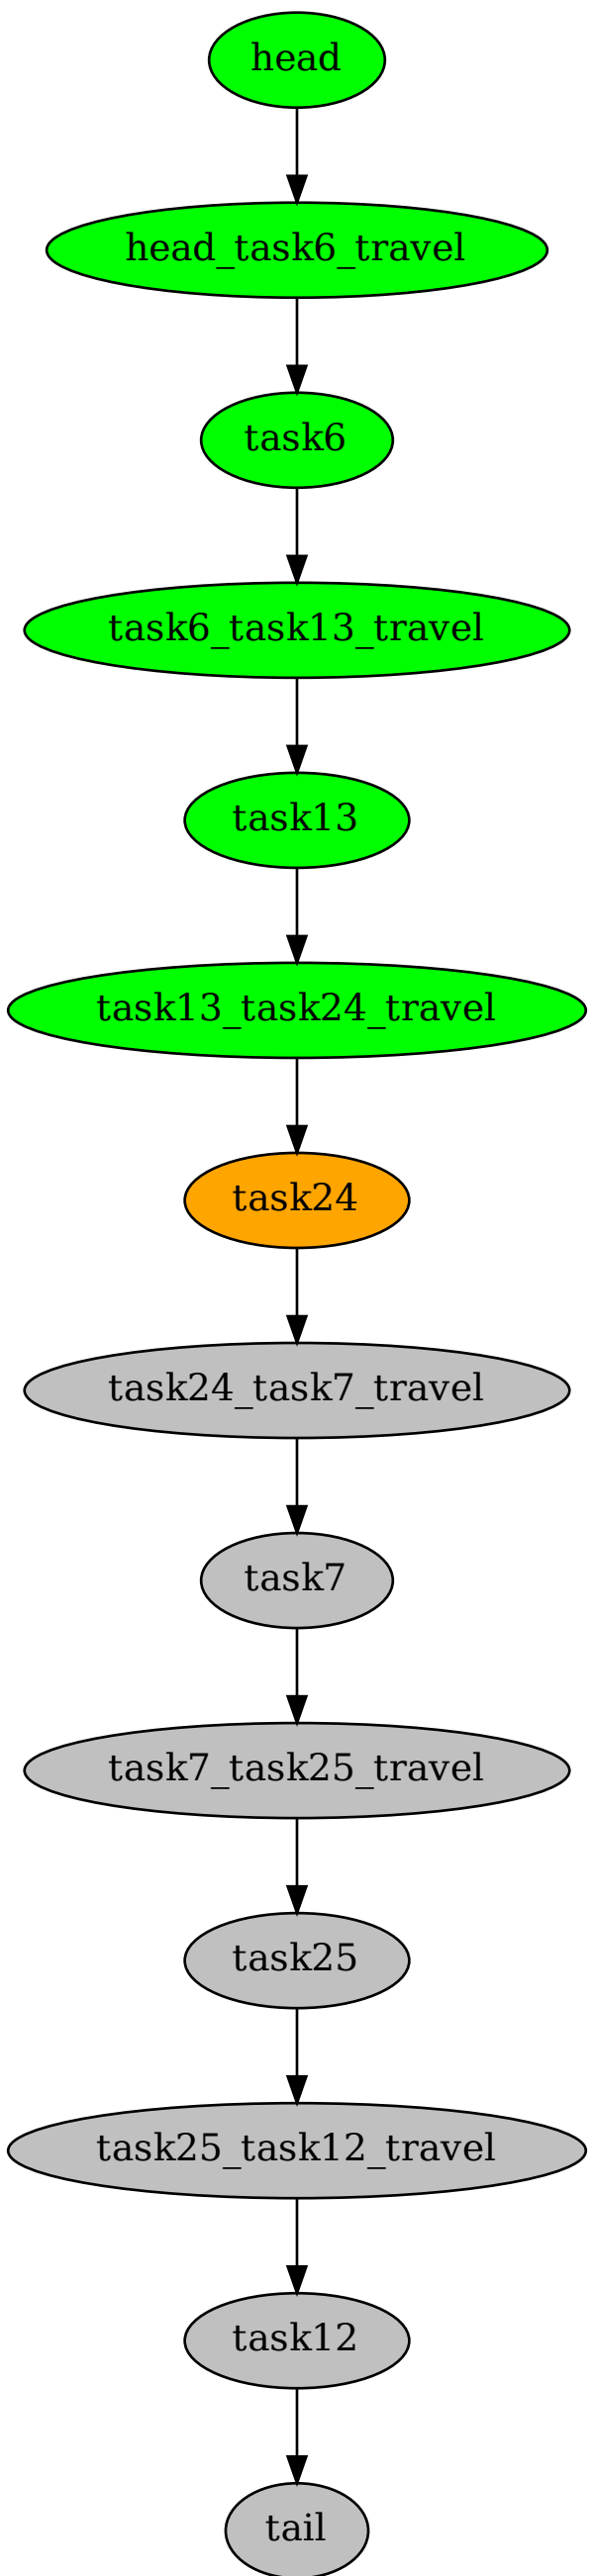 head
head_task6_travel
task6
task6_task13_travel
task13
task13_task24_travel
task24
task24_task7_travel
task7
task7_task25_travel
task25
task25_task12_travel
task12
tail